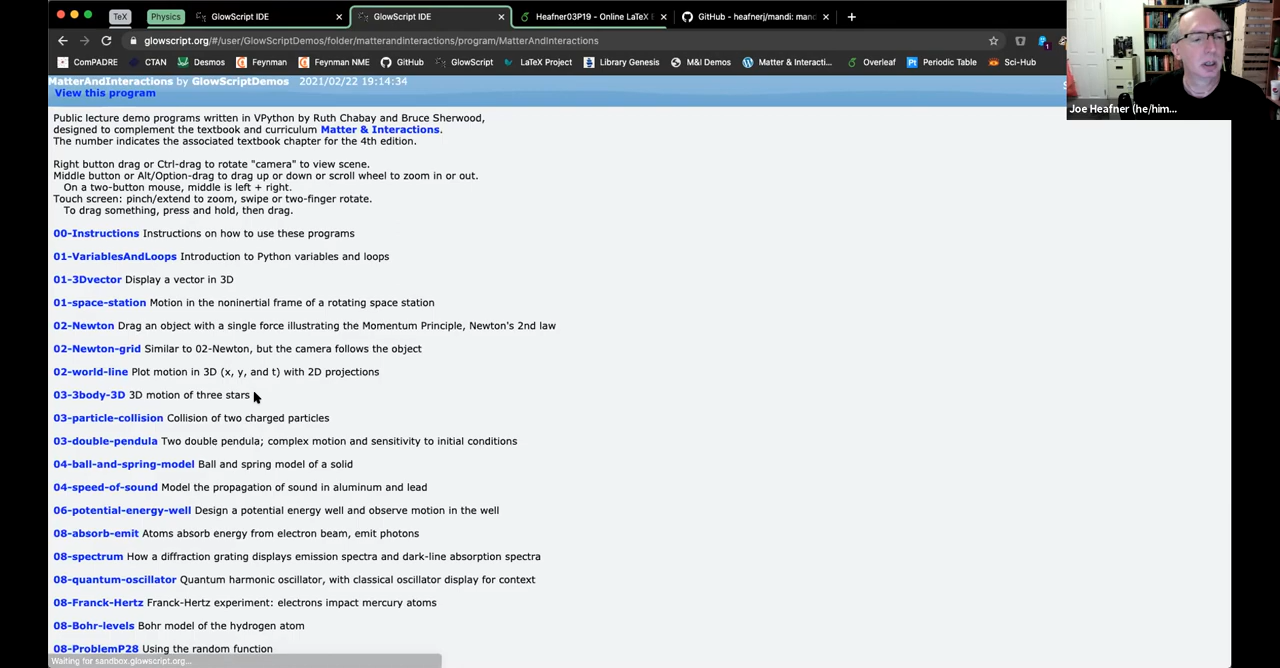 TeX
Physics
GlowScript IDE
GlowScript IDE
Heafner03P19 - Online LaTeX E
GitHub - heafnerj/mandi: mand
glowscript.org/#/user/GlowScriptDemos/folder/matterandinteractions/program/MatterAndInteractions
ComPADRE
CTAN
Desmos
Feynman
Feynman NME
GitHub
GlowScript
LaTeX Project
Library Genesis
M&I Demos
Matter & Interacti...
Overleaf
Periodic Table
Sci-Hub
Joe Heafner (he/him...
MatterAndInteractions by GlowScriptDemos 2021/02/22 19:14:34
View this program
Public lecture demo programs written in VPython by Ruth Chabay and Bruce Sherwood,
designed to complement the textbook and curriculum Matter & Interactions.
The number indicates the associated textbook chapter for the 4th edition.
Right button drag or Ctrl-drag to rotate "camera" to view scene.
Middle button or Alt/Option-drag to drag up or down or scroll wheel to zoom in or out.
On a two-button mouse, middle is left + right.
Touch screen: pinch/extend to zoom, swipe or two-finger rotate.
To drag something, press and hold, then drag.
00-Instructions Instructions on how to use these programs
01-VariablesAndLoops Introduction to Python variables and loops
01-3Dvector Display a vector in 3D
01-space-station Motion in the noninertial frame of a rotating space station
02-Newton Drag an object with a single force illustrating the Momentum Principle, Newton's 2nd law
02-Newton-grid Similar to 02-Newton, but the camera follows the object
02-world-line Plot motion in 3D (x, y, and t) with 2D projections
03-3body-3D 3D motion of three stars
03-particle-collision Collision of two charged particles
03-double-pendula Two double pendula; complex motion and sensitivity to initial conditions
04-ball-and-spring-model Ball and spring model of a solid
04-speed-of-sound Model the propagation of sound in aluminum and lead
06-potential-energy-well Design a potential energy well and observe motion in the well
08-absorb-emit Atoms absorb energy from electron beam, emit photons
08-spectrum How a diffraction grating displays emission spectra and dark-line absorption spectra
08-quantum-oscillator Quantum harmonic oscillator, with classical oscillator display for context
08-Franck-Hertz Franck-Hertz experiment: electrons impact mercury atoms
08-Bohr-levels Bohr model of the hydrogen atom
08-ProblemP28 Using the random function
Waiting for sandbox.glowscript.org...